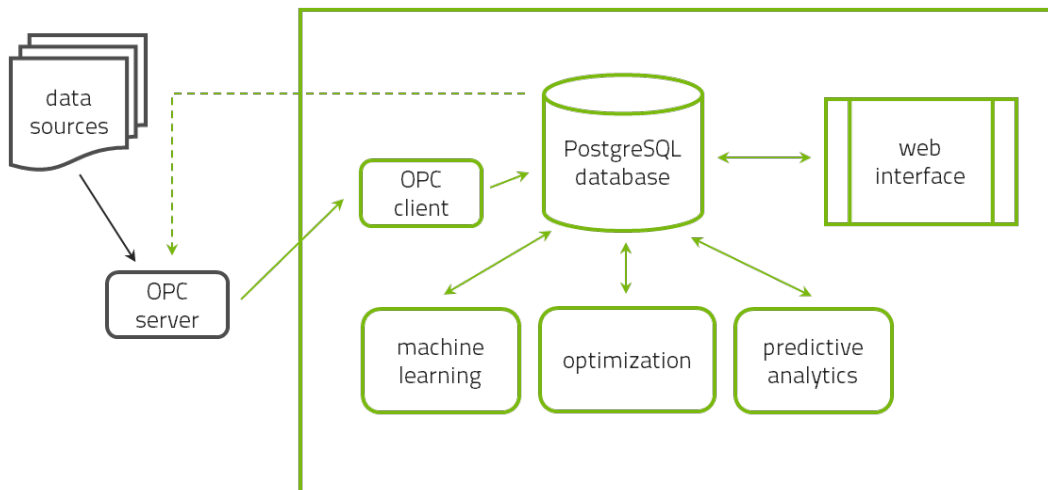 data
sources
PostgreSQL
database
web
interface
OPC
client
OPC
server
machine
learning
optimization
predictive
analytics